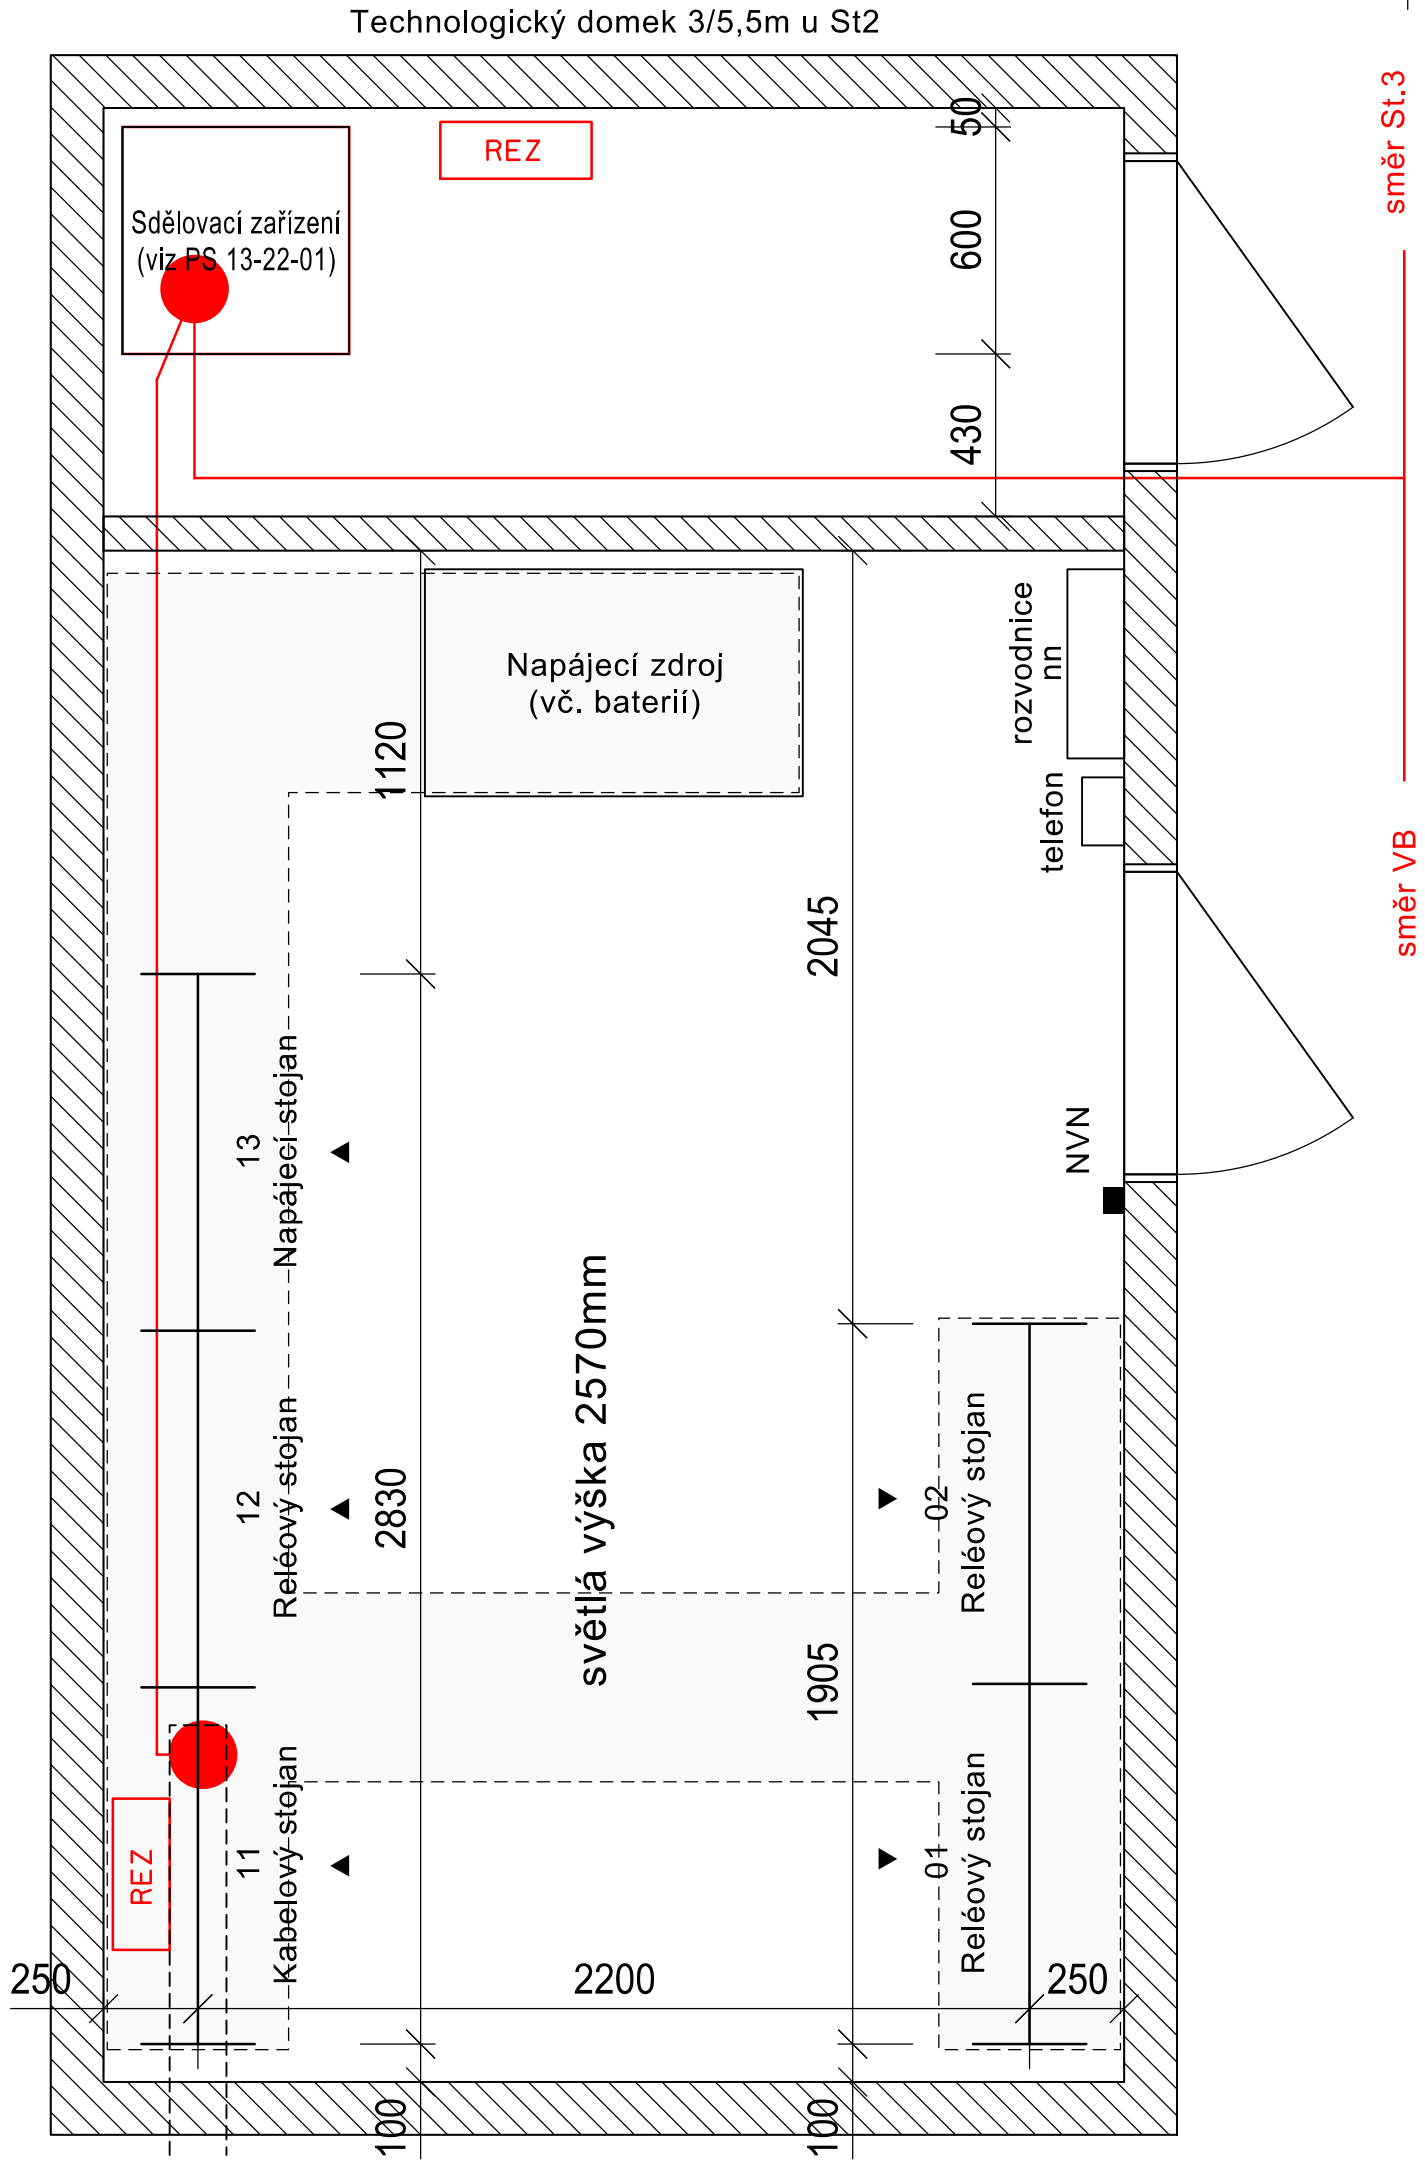 Technologický domek 3/5,5m u St2
směr St.3
50
REZ
Sdělovací zařízení
(viz PS 13-22-01)
600
430
rozvodnice
nn
Napájecí zdroj
(vč. baterií)
1120
telefon
směr VB
2045
13
Napájecí stojan
NVN
světlá výška 2570mm
12
Reléový stojan
2830
02
Reléový stojan
1905
REZ
11
Kabelový stojan
01
Reléový stojan
250
2200
250
100
100